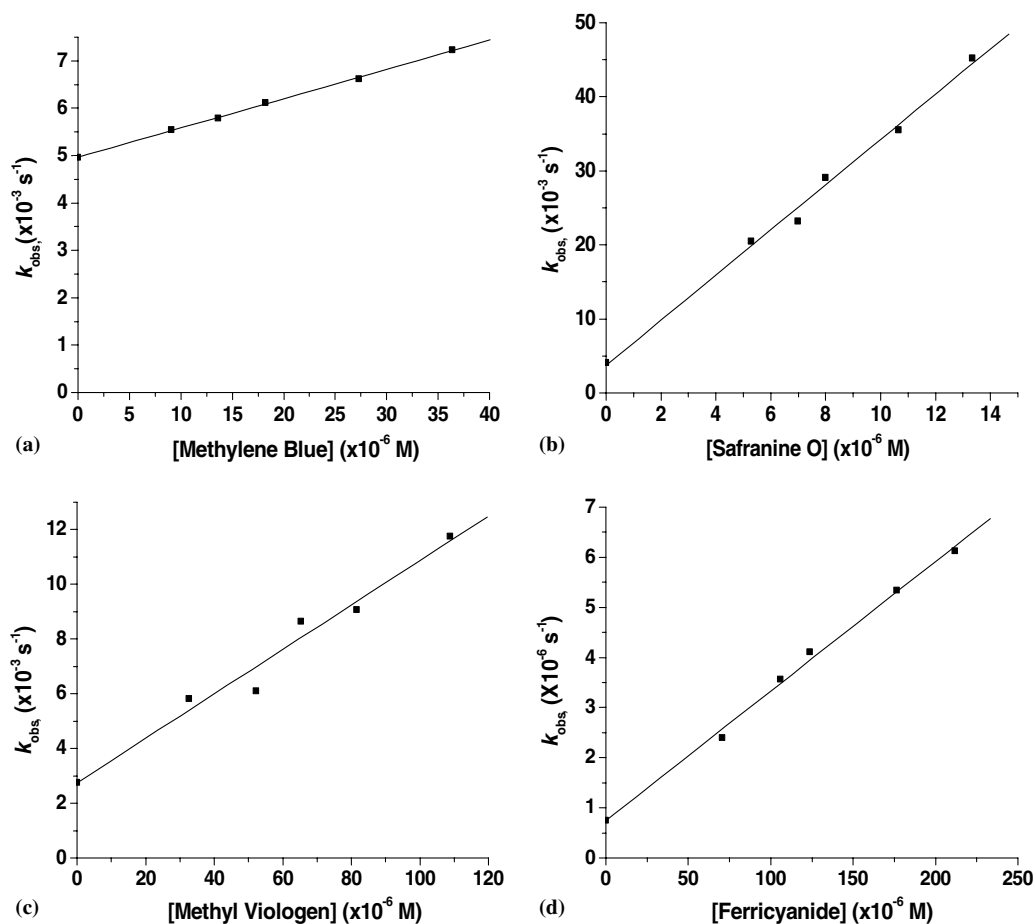 7
6
5
4
3
2
1
0
k_obs, (x10^-3 s^-1)
0 5 10 15 20 25 30 35 40
(a) [Methylene Blue] (x10^-6 M)
50
40
30
20
10
0
k_obs, (x10^-3 s^-1)
0 2 4 6 8 10 12 14
(b) [Safranine O] (x10^-6 M)
12
10
8
6
4
2
0
k_obs, (x10^-3 s^-1)
0 20 40 60 80 100 120
(c) [Methyl Viologen] (x10^-6 M)
7
6
5
4
3
2
1
0
k_obs, (X10^-6 s^-1)
0 50 100 150 200 250
(d) [Ferricyanide] (x10^-6 M)